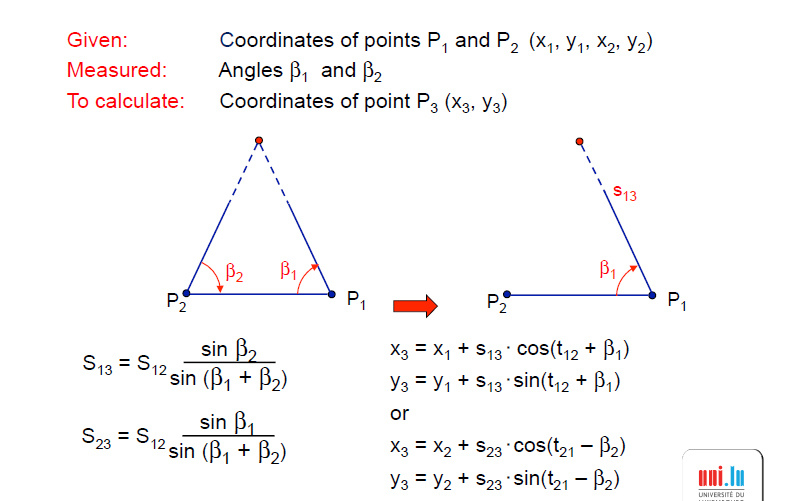 Given: Coordinates of points P₁ and P₂ (x₁, y₁, x₂, y₂)
Measured: Angles β₁ and β₂
To calculate: Coordinates of point P₃ (x₃, y₃)
s₁₃
β₂ β₁ β₁
P₂ P₁ P₂ P₁
S₁₃ = S₁₂ sin β₂ / sin (β₁ + β₂)
S₂₃ = S₁₂ sin β₁ / sin (β₁ + β₂)
x₃ = x₁ + s₁₃ · cos(t₁₂ + β₁)
y₃ = y₁ + s₁₃ · sin(t₁₂ + β₁)
or
x₃ = x₂ + s₂₃ · cos(t₂₁ – β₂)
y₃ = y₂ + s₂₃ · sin(t₂₁ – β₂)
uni.lu
UNIVERSITÉ DU